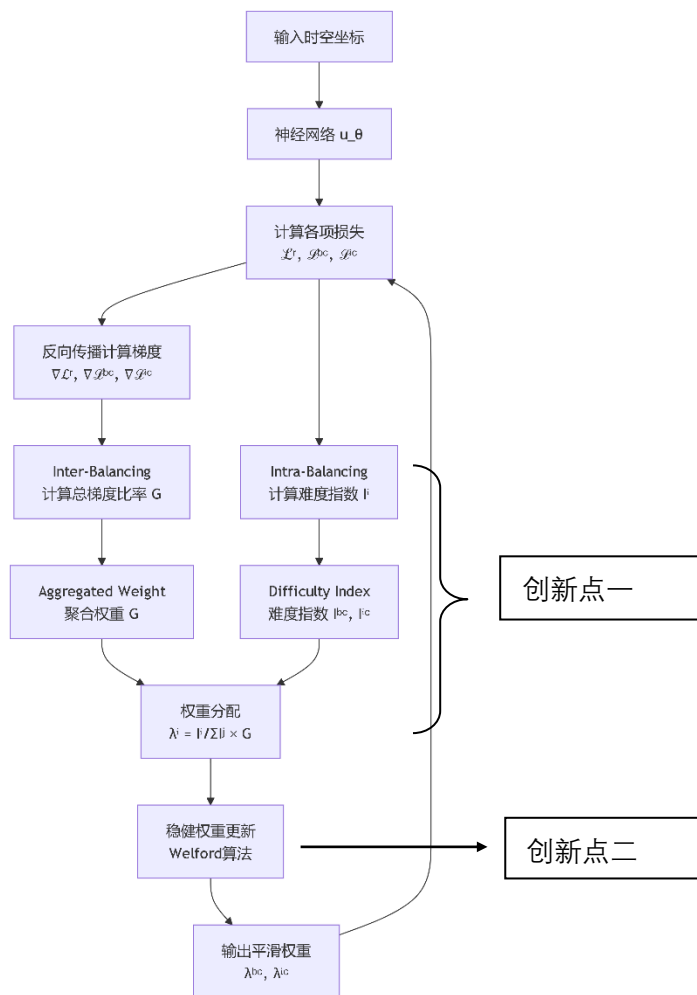 输入时空坐标
神经网络 u_θ
计算各项损失
ℒʳ, ℒᵇᶜ, ℒⁱᶜ
反向传播计算梯度
∇ℒʳ, ∇ℒᵇᶜ, ∇ℒⁱᶜ
Inter-Balancing
计算总梯度比率 G
Intra-Balancing
计算难度指数 Iⁱ
Aggregated Weight
聚合权重 G
Difficulty Index
难度指数 Iᵇᶜ, Iⁱᶜ
创新点一
权重分配
λⁱ = Iⁱ/ΣIʲ × G
稳健权重更新
Welford算法
创新点二
输出平滑权重
λᵇᶜ, λⁱᶜ